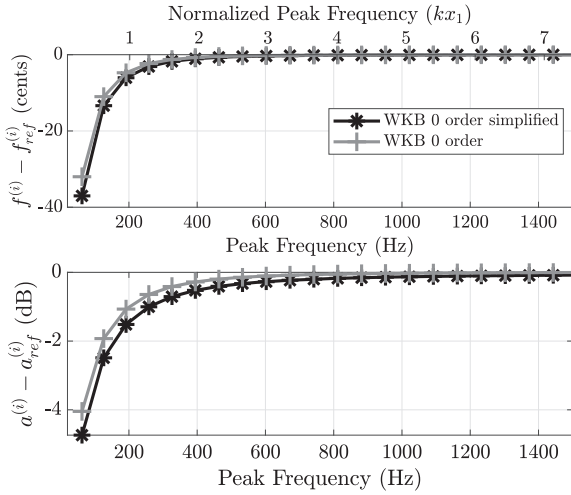 Normalized Peak Frequency (kx₁)
1 2 3 4 5 6 7
0
-20
-40
f⁽ⁱ⁾ − f_ref⁽ⁱ⁾ (cents)
WKB 0 order simplified
WKB 0 order
200 400 600 800 1000 1200 1400
Peak Frequency (Hz)
0
-2
-4
a⁽ⁱ⁾ − a_ref⁽ⁱ⁾ (dB)
200 400 600 800 1000 1200 1400
Peak Frequency (Hz)